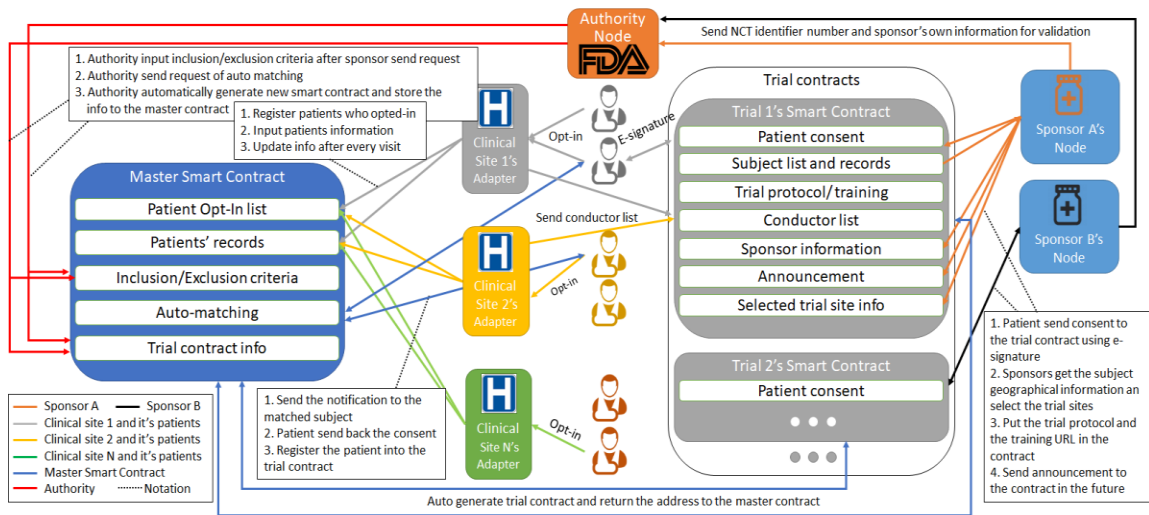 Authority
Node
FDA
Send NCT identifier number and sponsor's own information for validation
1. Authority input inclusion/exclusion criteria after sponsor send request
2. Authority send request of auto matching
3. Authority automatically generate new smart contract and store the
info to the master contract
1. Register patients who opted-in
2. Input patients information
3. Update info after every visit
H
Clinical
Site 1's
Adapter
Opt-in
E-signature
Trial contracts
Trial 1's Smart Contract
Patient consent
Subject list and records
Trial protocol/ training
Conductor list
Sponsor information
Announcement
Selected trial site info
Sponsor A's
Node
Sponsor B's
Node
Master Smart Contract
Patient Opt-In list
Patients' records
Inclusion/Exclusion criteria
Auto-matching
Trial contract info
Send conductor list
H
Clinical
Site 2's
Adapter
Opt-in
1. Patient send consent to
the trial contract using e-
signature
2. Sponsors get the subject
geographical information an
select the trial sites
3. Put the trial protocol and
the training URL in the
contract
4. Send announcement to
the contract in the future
Trial 2's Smart Contract
Patient consent
1. Send the notification to the
matched subject
2. Patient send back the consent
3. Register the patient into the
trial contract
H
Clinical
Site N's
Adapter
Opt-in
Sponsor A
Sponsor B
Clinical site 1 and it's patients
Clinical site 2 and it's patients
Clinical site N and it's patients
Master Smart Contract
Authority
Notation
Auto generate trial contract and return the address to the master contract